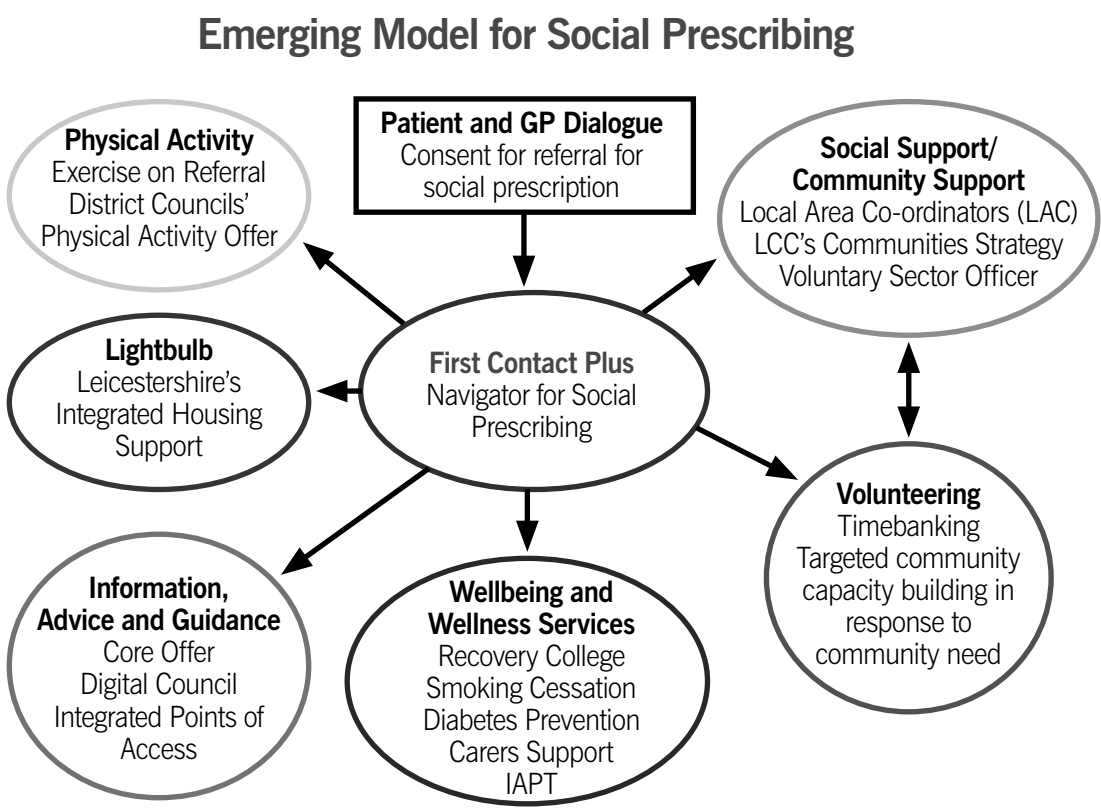 Emerging Model for Social Prescribing
Patient and GP Dialogue
Consent for referral for
social prescription
Physical Activity
Exercise on Referral
District Councils'
Physical Activity Offer
Social Support/
Community Support
Local Area Co-ordinators (LAC)
LCC's Communities Strategy
Voluntary Sector Officer
Lightbulb
Leicestershire's
Integrated Housing
Support
First Contact Plus
Navigator for Social
Prescribing
Volunteering
Timebanking
Targeted community
capacity building in
response to
community need
Information,
Advice and Guidance
Core Offer
Digital Council
Integrated Points of
Access
Wellbeing and
Wellness Services
Recovery College
Smoking Cessation
Diabetes Prevention
Carers Support
IAPT